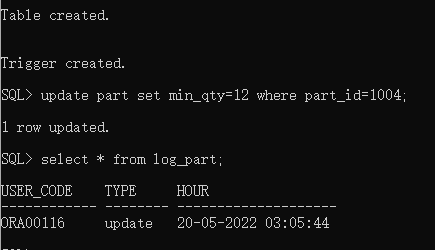 Table created.
Trigger created.
SQL> update part set min_qty=12 where part_id=1004;
1 row updated.
SQL> select * from log_part;
USER_CODE    TYPE     HOUR
------------ -------- --------------------
ORA00116     update   20-05-2022 03:05:44